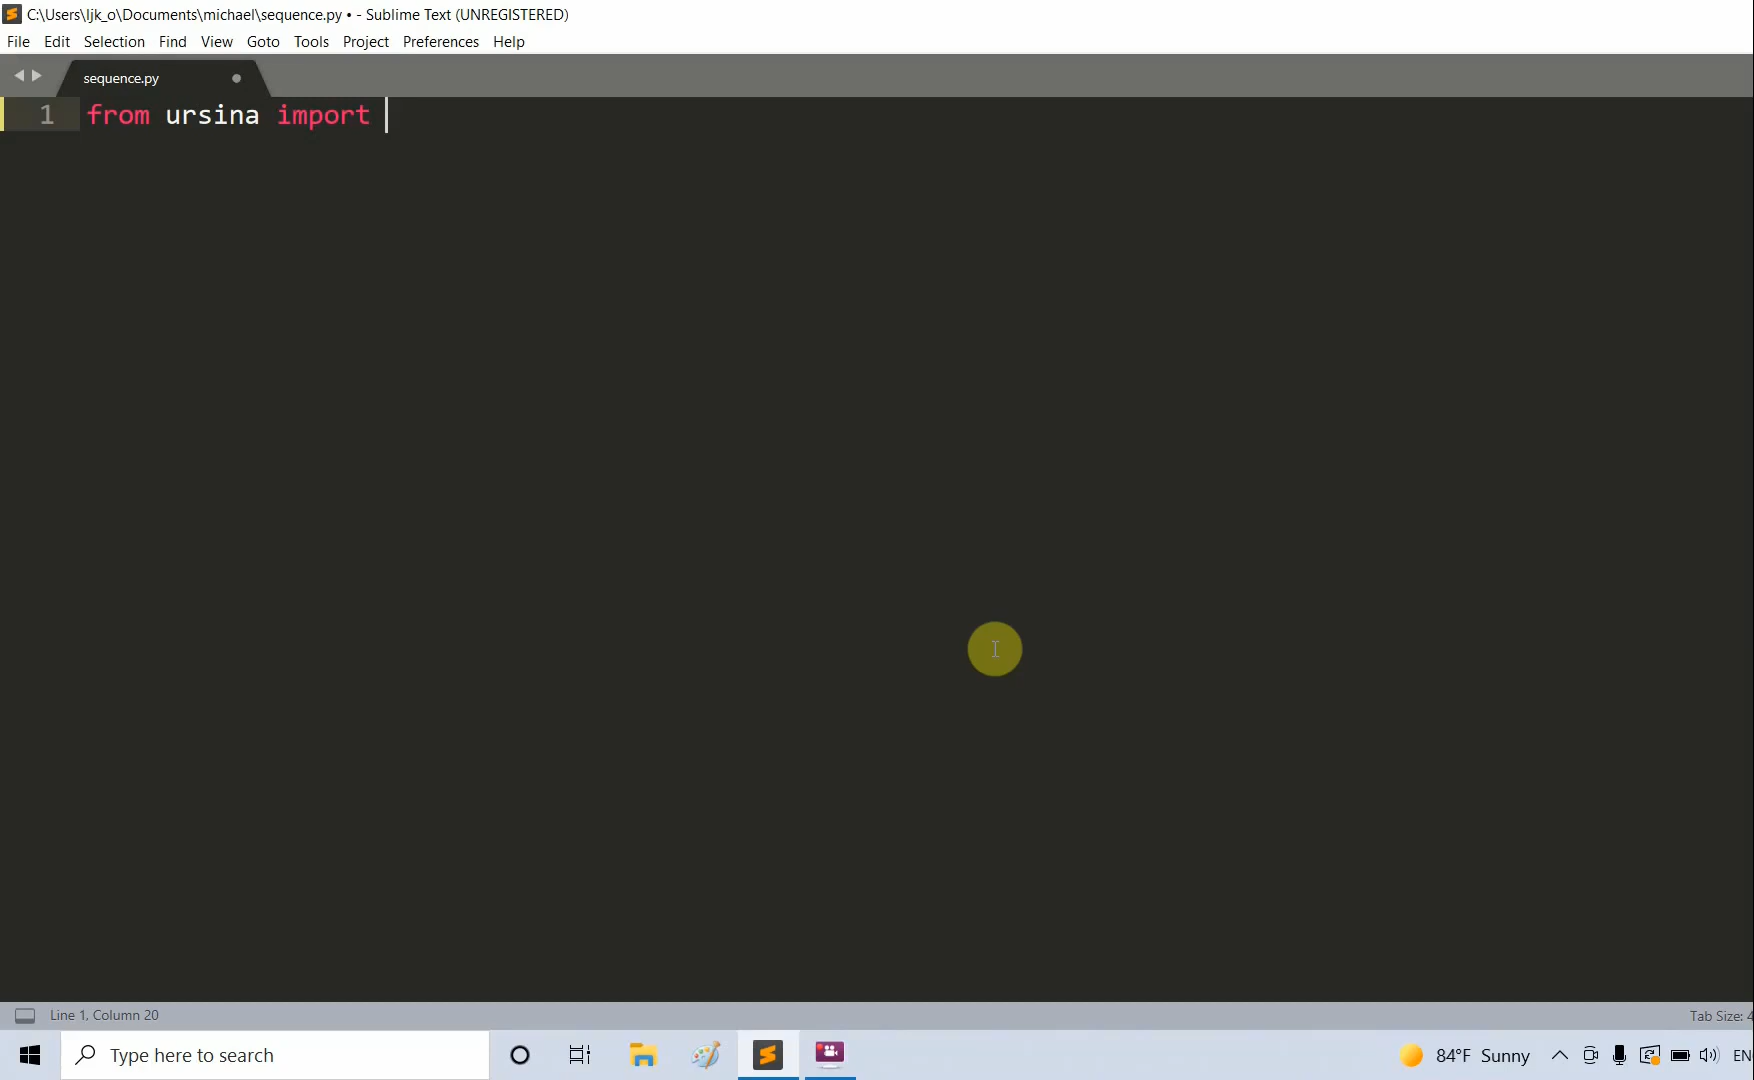 C:\Users\ljk_o\Documents\michael\sequence.py • - Sublime Text (UNREGISTERED)
File Edit Selection Find View Goto Tools Project Preferences Help
sequence.py
1 from ursina import
Line 1, Column 20
Tab Size: 4
Type here to search
84°F Sunny
EN